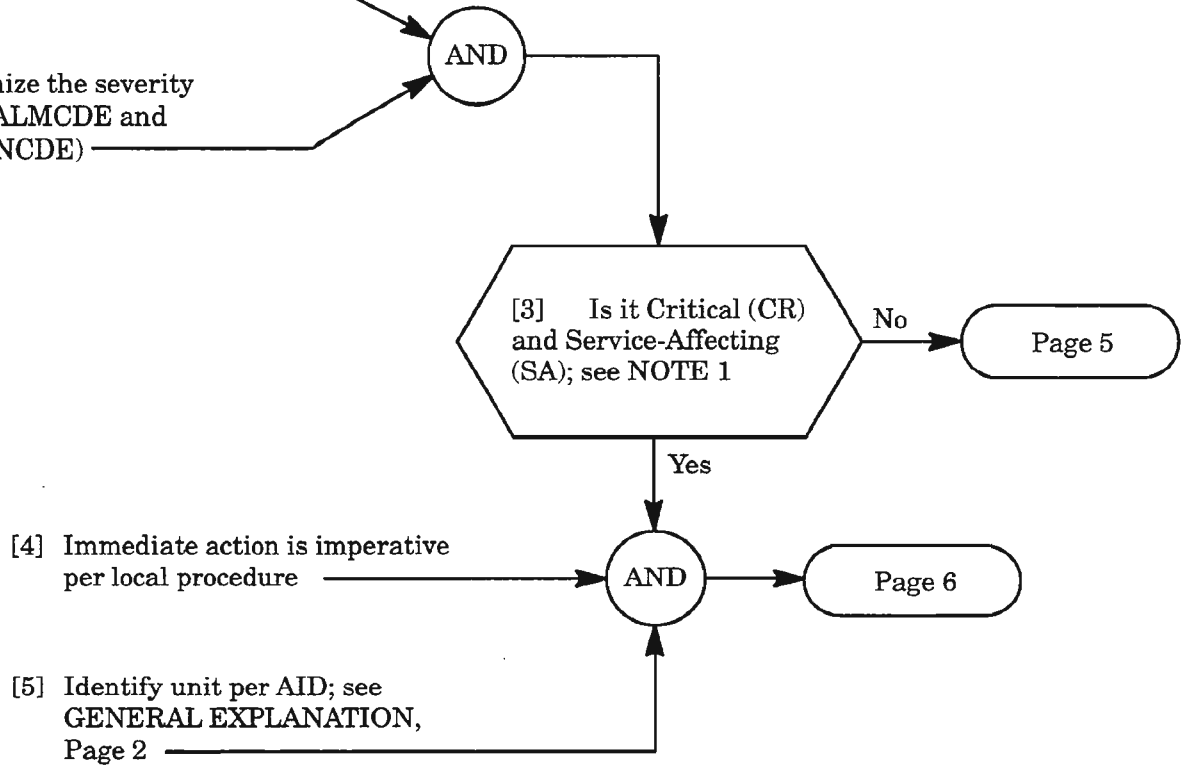 AND
nize the severity
ALMCDE and
NCDE)
[3] Is it Critical (CR)
and Service-Affecting
(SA); see NOTE 1
No
Page 5
Yes
[4] Immediate action is imperative
per local procedure
AND
Page 6
[5] Identify unit per AID; see
GENERAL EXPLANATION,
Page 2